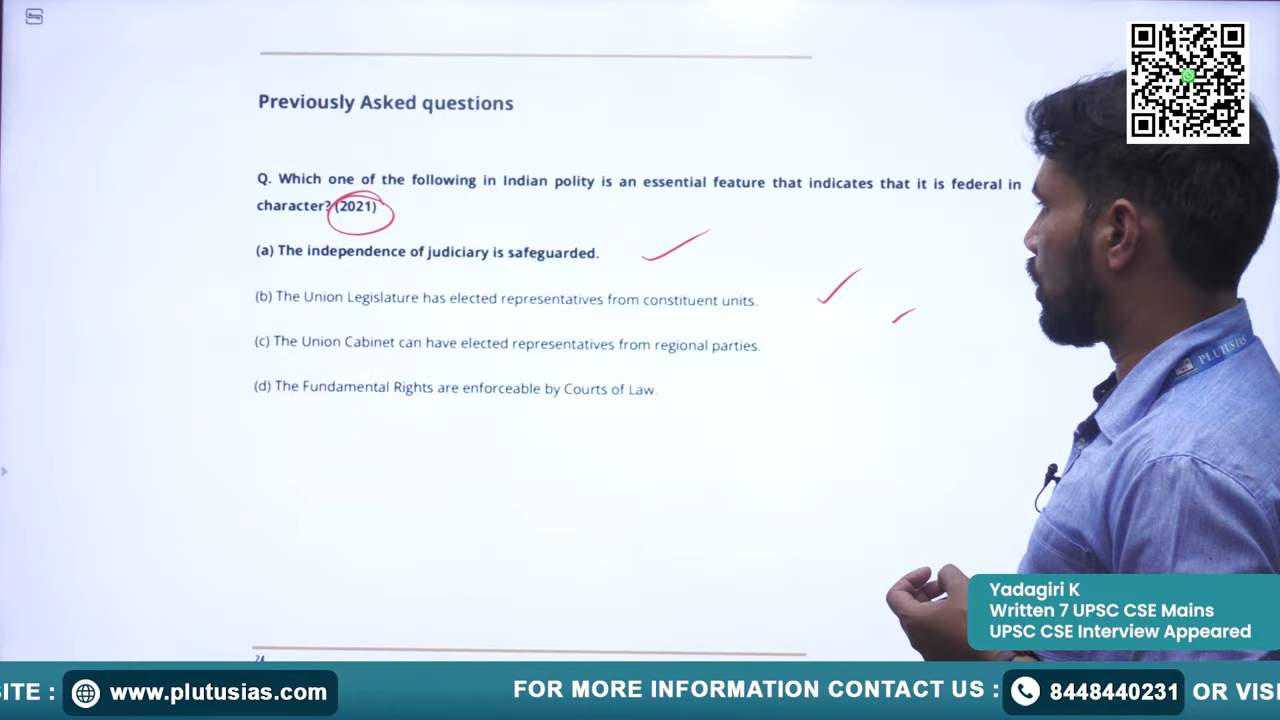 Previously Asked questions
Q. Which one of the following in Indian polity is an essential feature that indicates that it is federal in
character? (2021)
(a) The independence of judiciary is safeguarded.
(b) The Union Legislature has elected representatives from constituent units.
(c) The Union Cabinet can have elected representatives from regional parties.
(d) The Fundamental Rights are enforceable by Courts of Law.
PLUTUS IAS
Yadagiri K
Written 7 UPSC CSE Mains
UPSC CSE Interview Appeared
SITE : www.plutusias.com FOR MORE INFORMATION CONTACT US : 8448440231 OR VISI